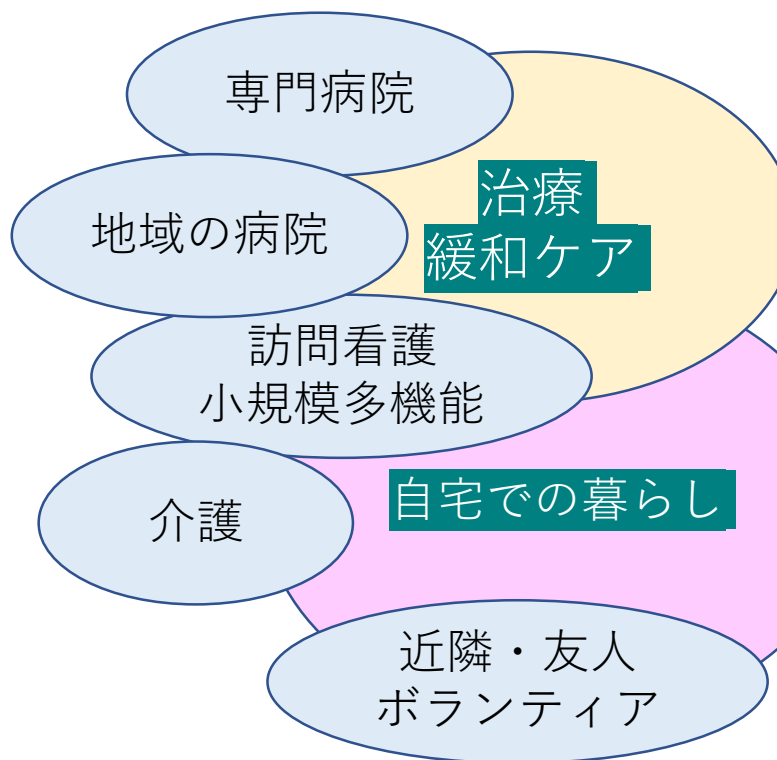 専門病院
治療
緩和ケア
地域の病院
訪問看護
小規模多機能
自宅での暮らし
介護
近隣・友人
ボランティア